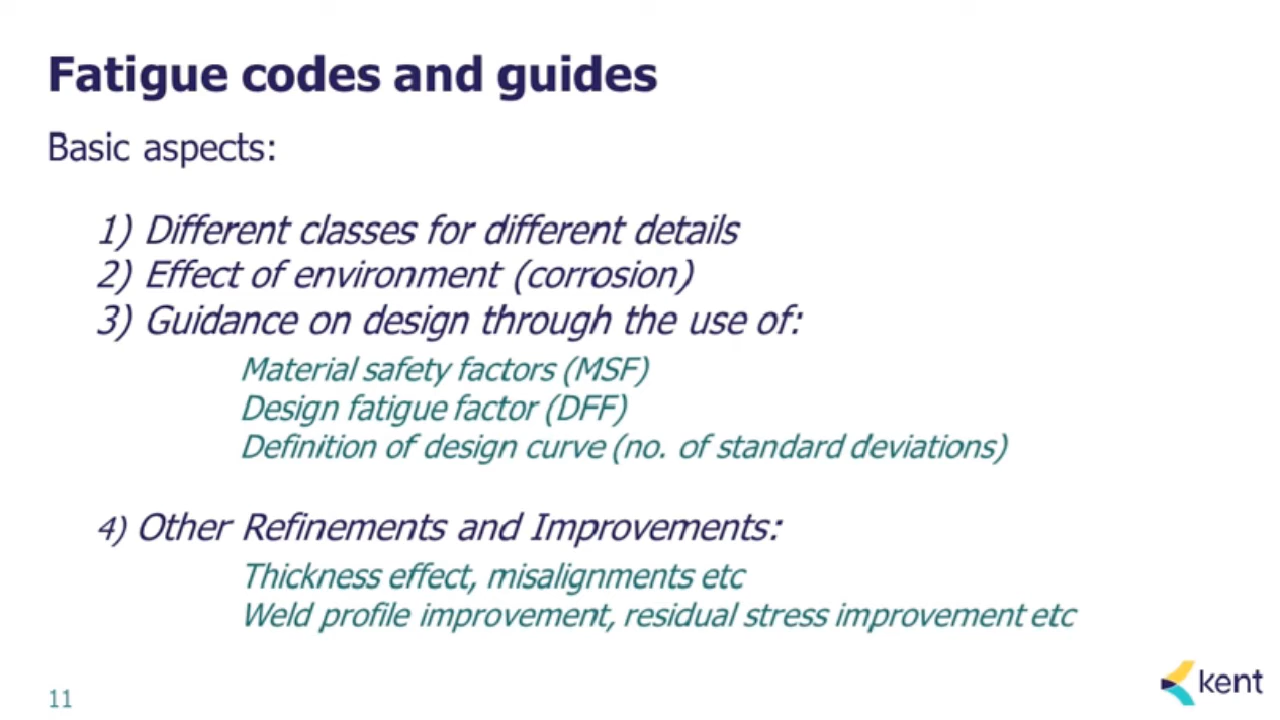 Fatigue codes and guides
Basic aspects:
1) Different classes for different details
2) Effect of environment (corrosion)
3) Guidance on design through the use of:
Material safety factors (MSF)
Design fatigue factor (DFF)
Definition of design curve (no. of standard deviations)
4) Other Refinements and Improvements:
Thickness effect, misalignments etc
Weld profile improvement, residual stress improvement etc
kent
11